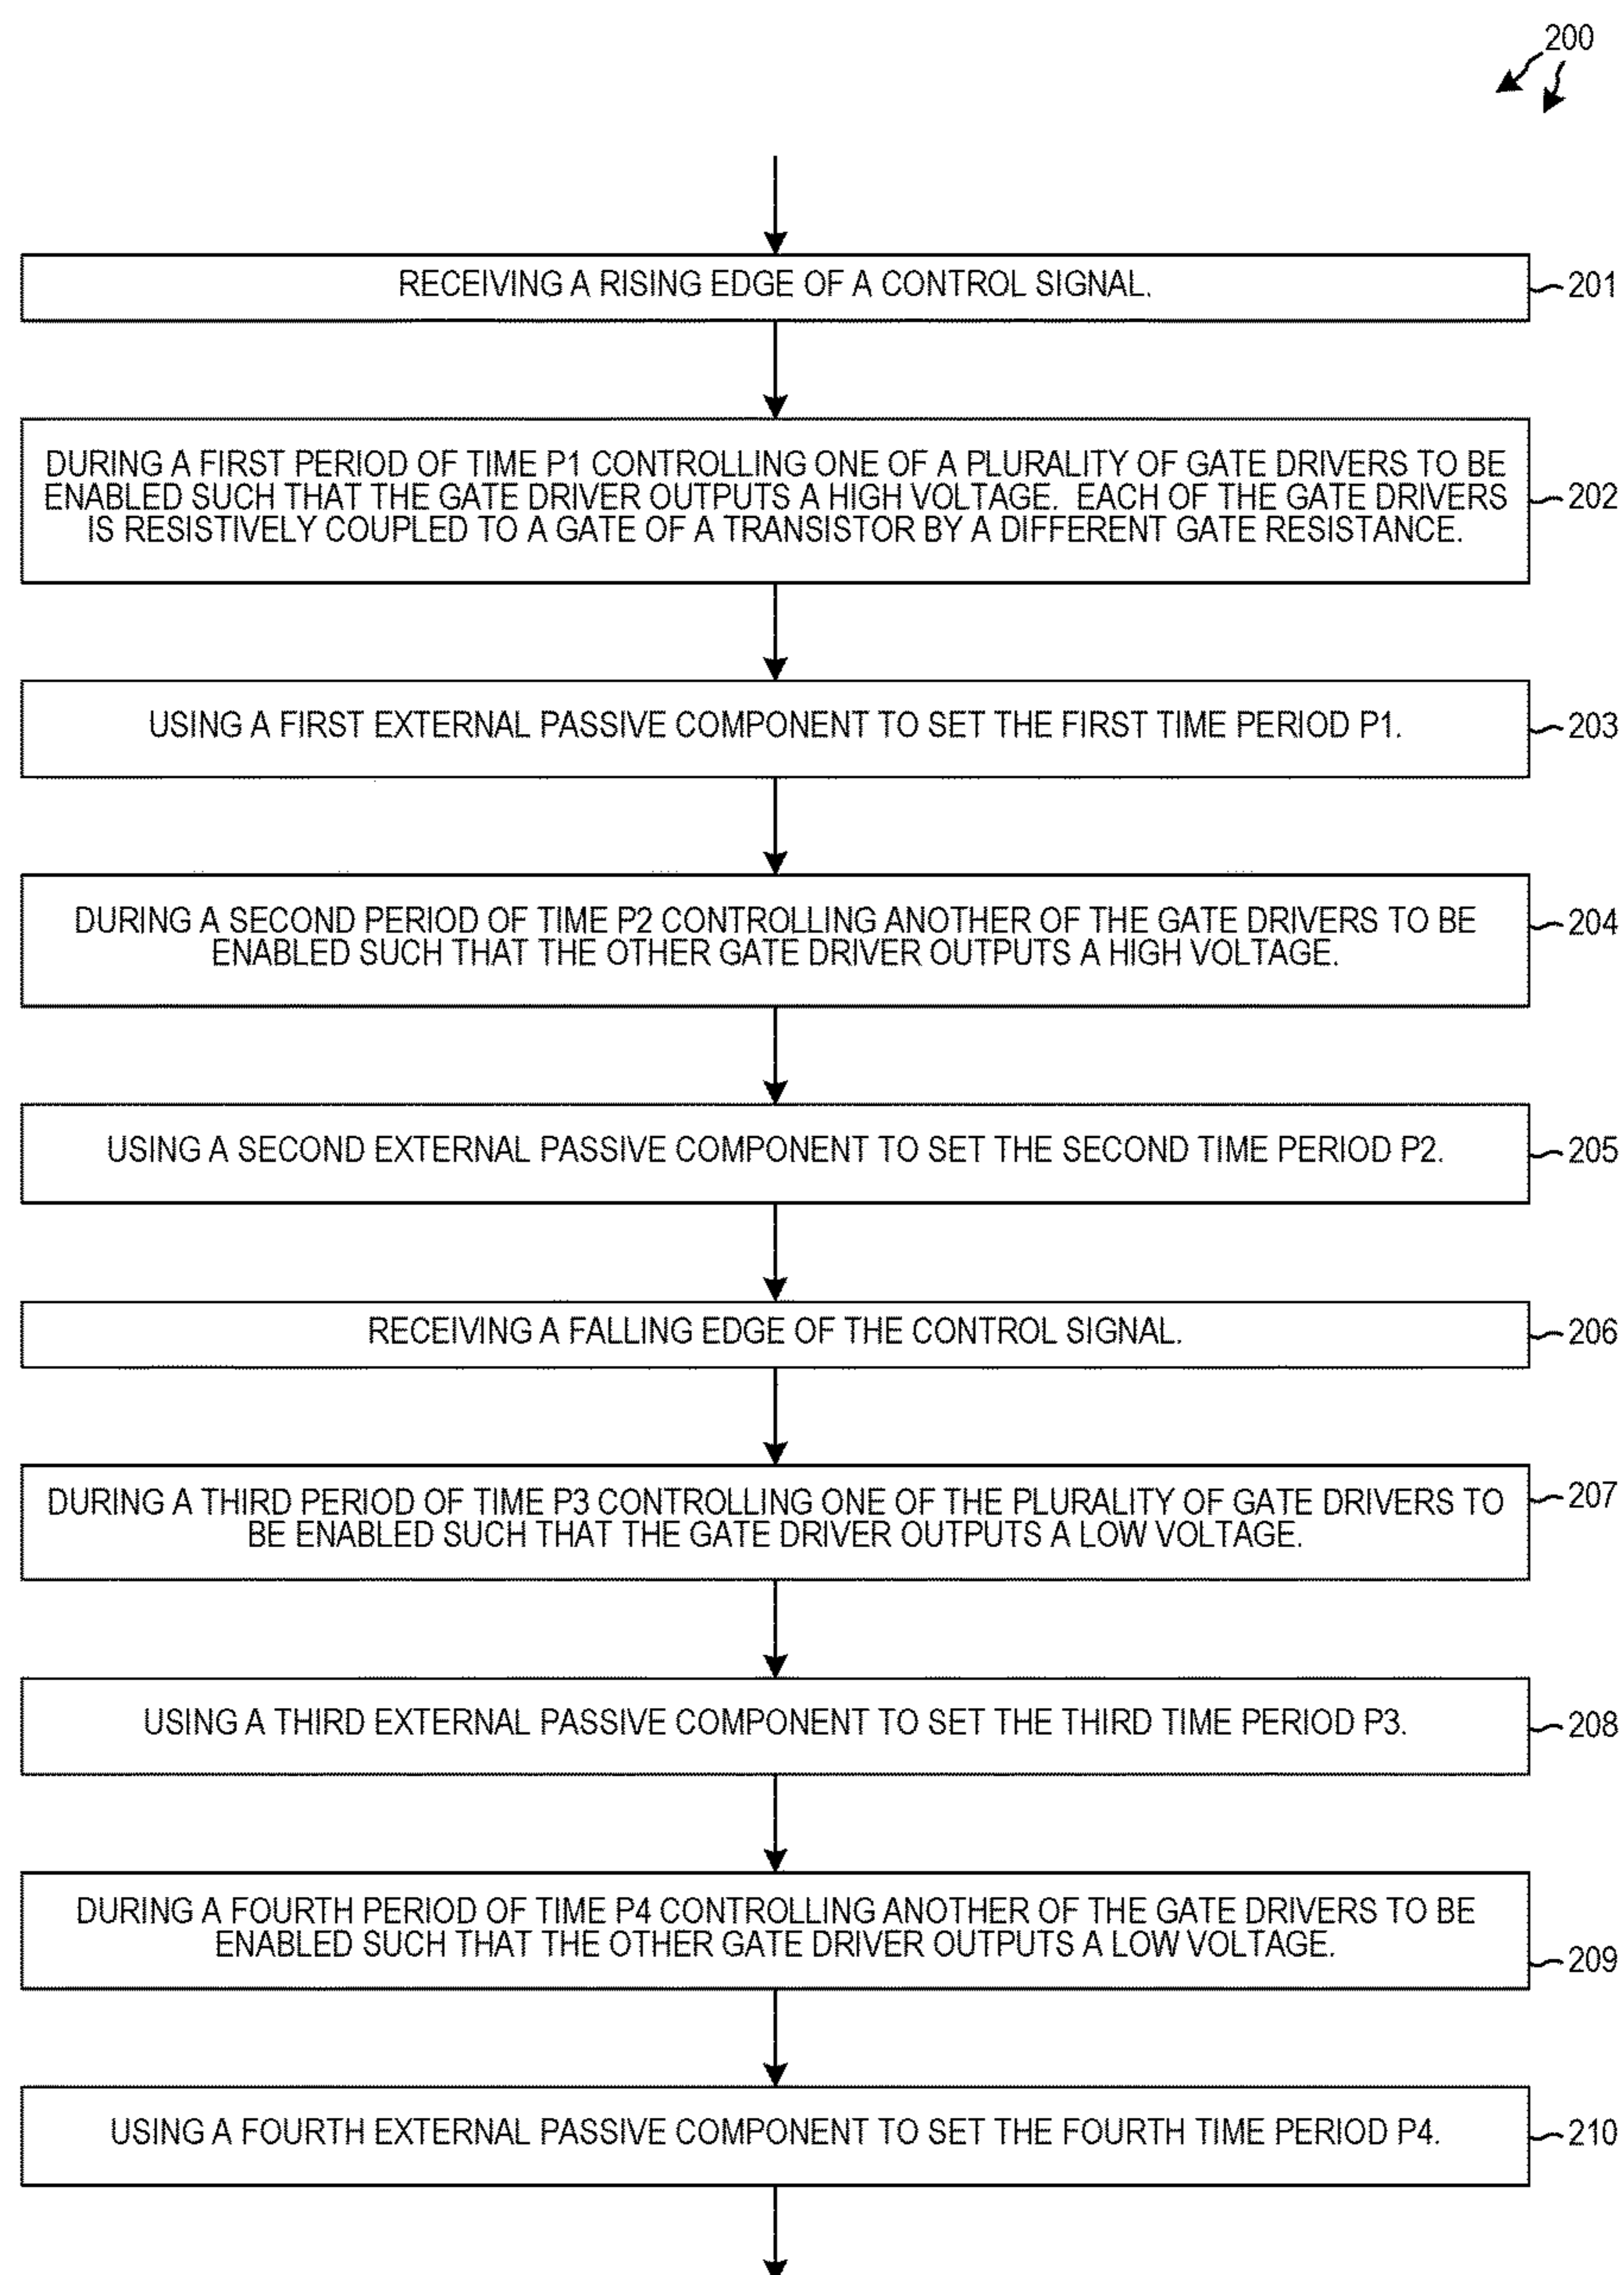 200
RECEIVING A RISING EDGE OF A CONTROL SIGNAL.
201
DURING A FIRST PERIOD OF TIME P1 CONTROLLING ONE OF A PLURALITY OF GATE DRIVERS TO BE
ENABLED SUCH THAT THE GATE DRIVER OUTPUTS A HIGH VOLTAGE. EACH OF THE GATE DRIVERS
IS RESISTIVELY COUPLED TO A GATE OF A TRANSISTOR BY A DIFFERENT GATE RESISTANCE.
202
USING A FIRST EXTERNAL PASSIVE COMPONENT TO SET THE FIRST TIME PERIOD P1.
203
DURING A SECOND PERIOD OF TIME P2 CONTROLLING ANOTHER OF THE GATE DRIVERS TO BE
ENABLED SUCH THAT THE OTHER GATE DRIVER OUTPUTS A HIGH VOLTAGE.
204
USING A SECOND EXTERNAL PASSIVE COMPONENT TO SET THE SECOND TIME PERIOD P2.
205
RECEIVING A FALLING EDGE OF THE CONTROL SIGNAL.
206
DURING A THIRD PERIOD OF TIME P3 CONTROLLING ONE OF THE PLURALITY OF GATE DRIVERS TO
BE ENABLED SUCH THAT THE GATE DRIVER OUTPUTS A LOW VOLTAGE.
207
USING A THIRD EXTERNAL PASSIVE COMPONENT TO SET THE THIRD TIME PERIOD P3.
208
DURING A FOURTH PERIOD OF TIME P4 CONTROLLING ANOTHER OF THE GATE DRIVERS TO BE
ENABLED SUCH THAT THE OTHER GATE DRIVER OUTPUTS A LOW VOLTAGE.
209
USING A FOURTH EXTERNAL PASSIVE COMPONENT TO SET THE FOURTH TIME PERIOD P4.
210